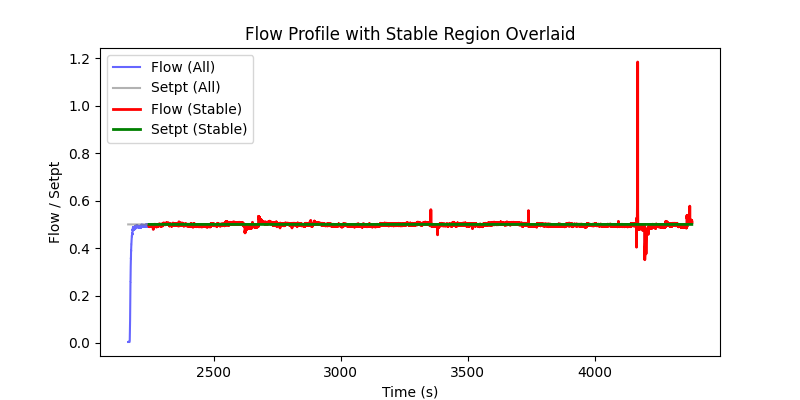 Flow Profile with Stable Region Overlaid
Flow (All)
Setpt (All)
Flow (Stable)
Setpt (Stable)
Flow / Setpt
1.2
1.0
0.8
0.6
0.4
0.2
0.0
2500
3000
3500
4000
Time (s)